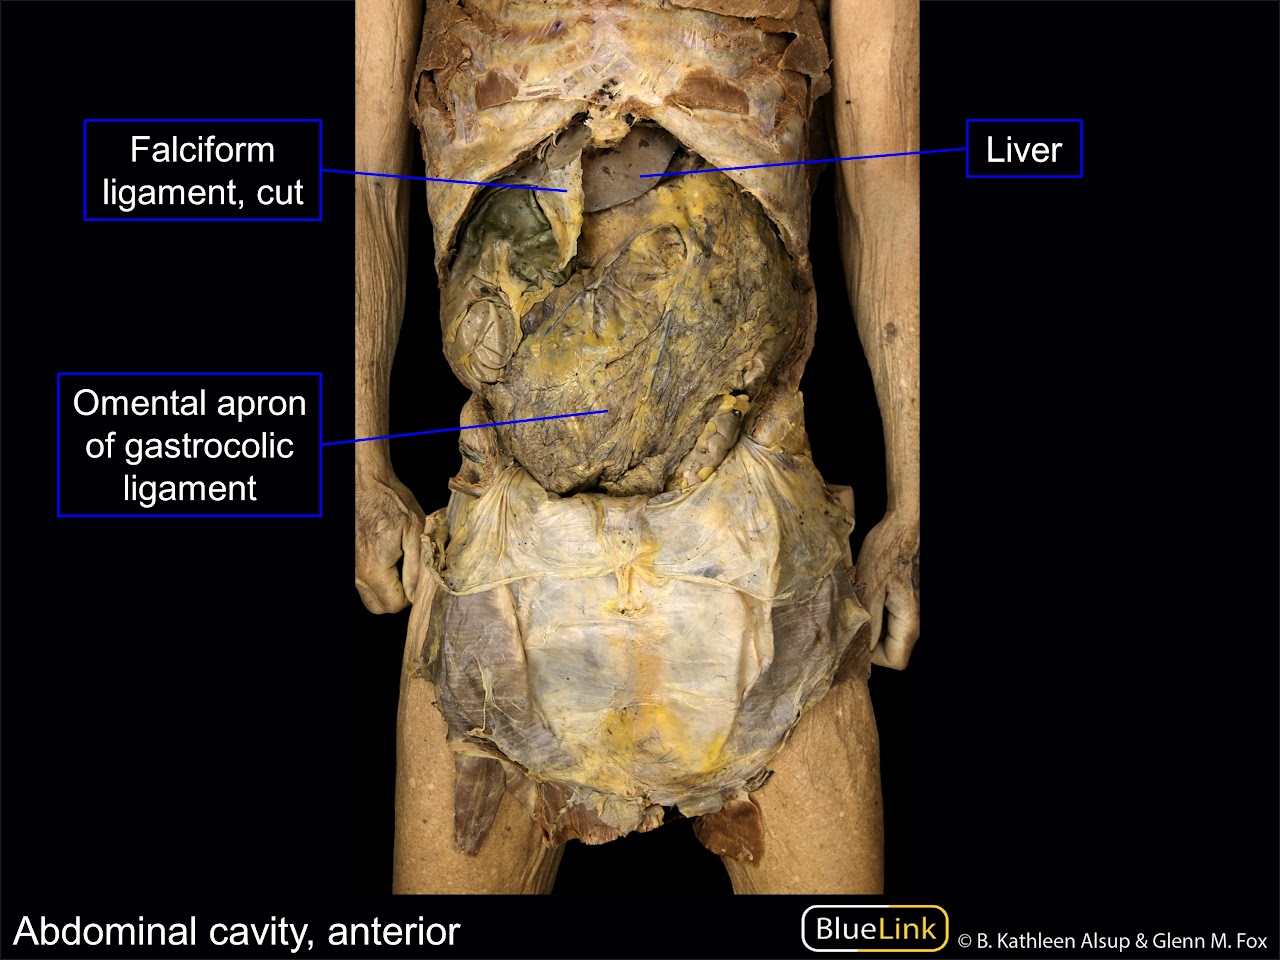 Falciform
ligament, cut
Liver
Omental apron
of gastrocolic
ligament
Abdominal cavity, anterior
BlueLink
© B. Kathleen Alsup & Glenn M. Fox